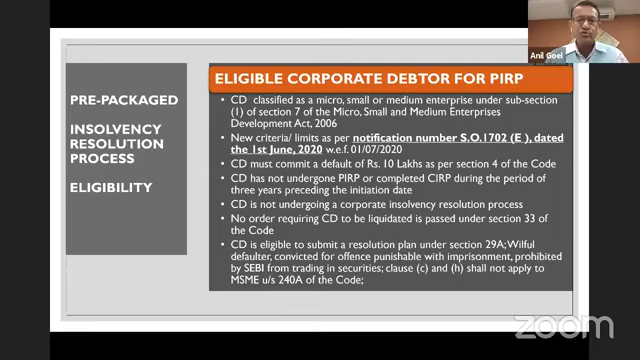 Anil Goel
ELIGIBLE CORPORATE DEBTOR FOR PIRP
PRE-PACKAGED
INSOLVENCY
RESOLUTION
PROCESS
ELIGIBILITY
• CD classified as a micro, small or medium enterprise under sub-section
(1) of section 7 of the Micro, Small and Medium Enterprises
Development Act, 2006
• New criteria/ limits as per notification number S.O.1702 (E ), dated
the 1st June, 2020 w.e.f. 01/07/2020
• CD must commit a default of Rs. 10 Lakhs as per section 4 of the Code
• CD has not undergone PIRP or completed CIRP during the period of
three years preceding the initiation date
• CD is not undergoing a corporate insolvency resolution process
• No order requiring CD to be liquidated is passed under section 33 of
the Code
• CD is eligible to submit a resolution plan under section 29A; Wilful
defaulter, convicted for offence punishable with imprisonment, prohibited
by SEBI from trading in securities; clause (c) and (h) shall not apply to
MSME u/s 240A of the Code;
zoom